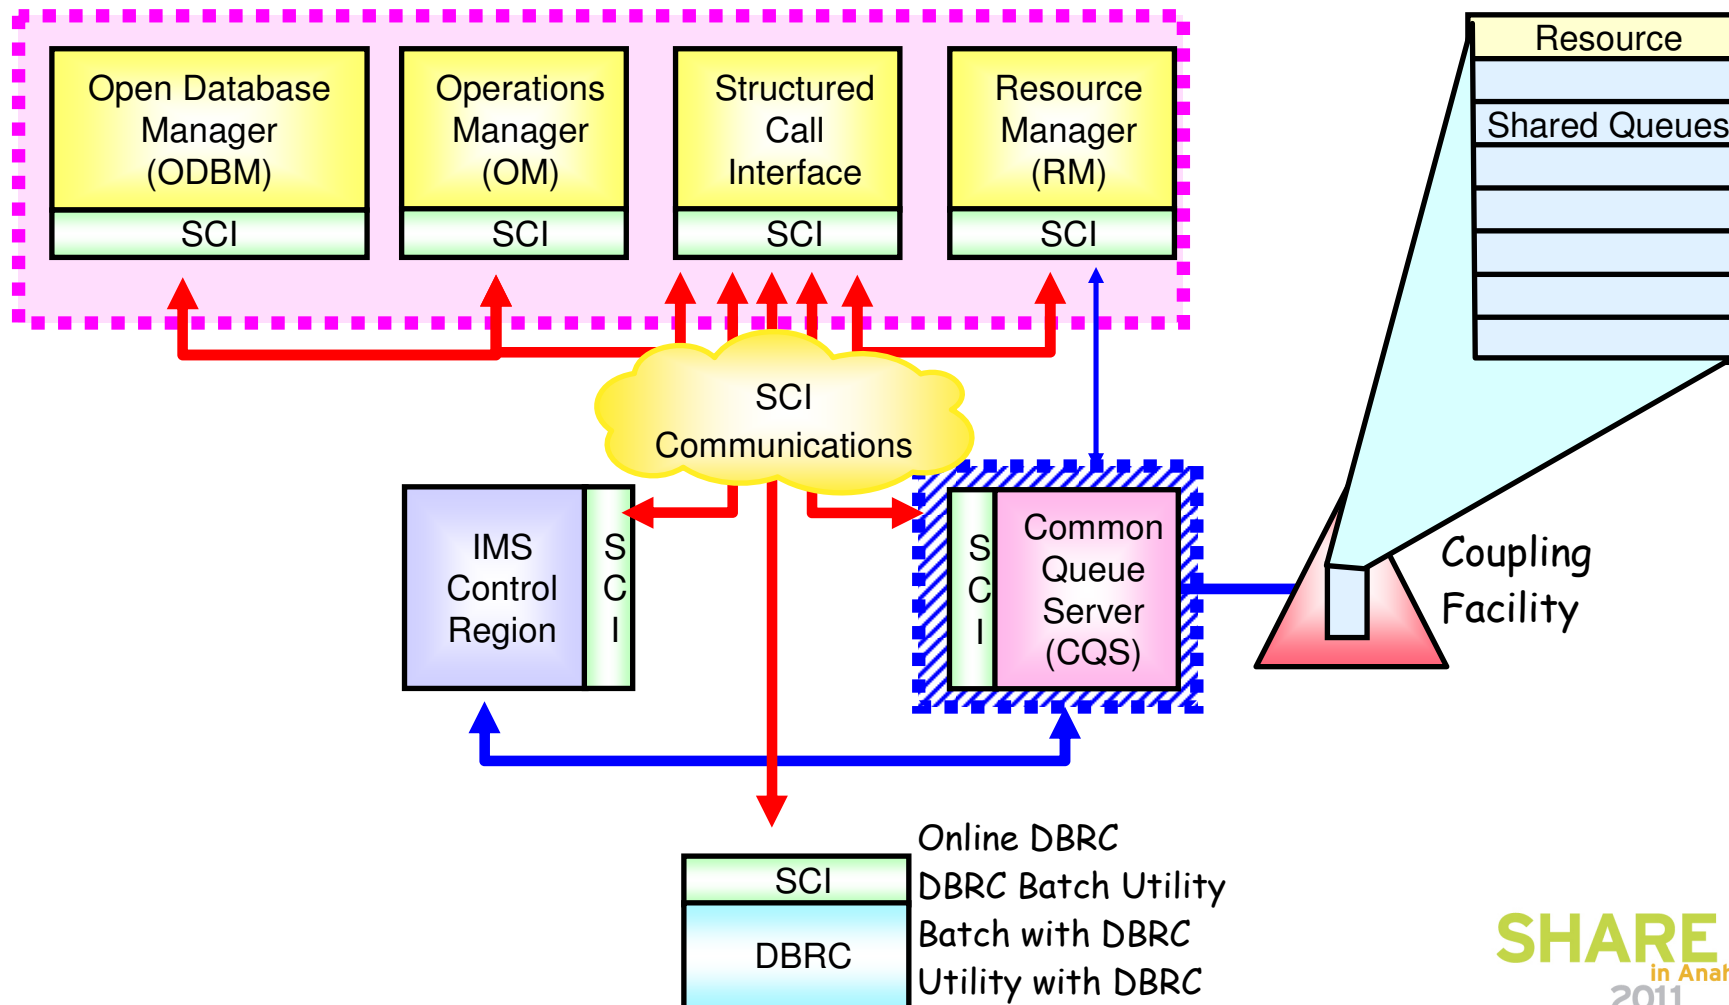 Open Database
Manager
(ODBM)
SCI
Operations
Manager
(OM)
SCI
Structured
Call
Interface
SCI
Resource
Manager
(RM)
SCI
Resource
Shared Queues
SCI
Communications
IMS
Control
Region
S
C
I
S
C
I
Common
Queue
Server
(CQS)
Coupling
Facility
SCI
DBRC
Online DBRC
DBRC Batch Utility
Batch with DBRC
Utility with DBRC
SHARE
in Anah
2011